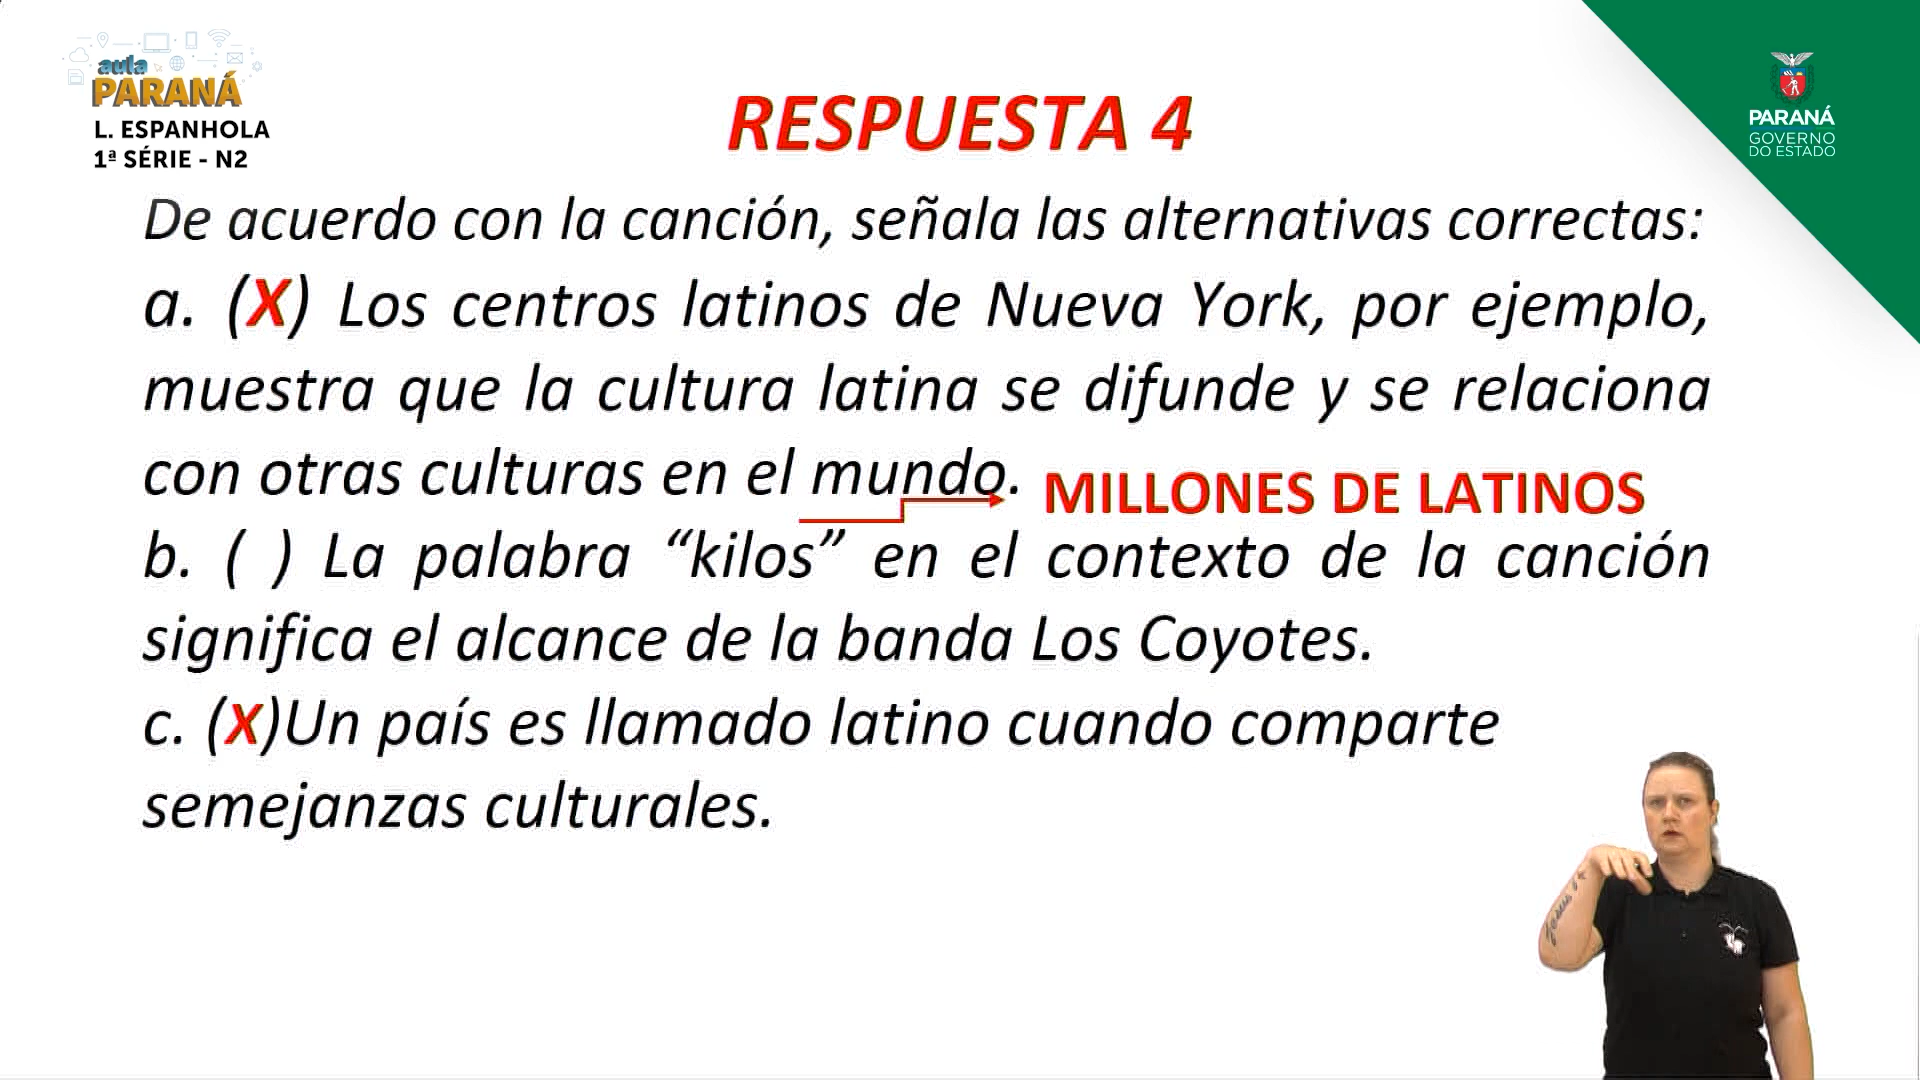 aula
PARANÁ
L. ESPANHOLA
1ª SÉRIE - N2
PARANÁ
GOVERNO
DO ESTADO
RESPUESTA 4
De acuerdo con la canción, señala las alternativas correctas:
a. (X) Los centros latinos de Nueva York, por ejemplo,
muestra que la cultura latina se difunde y se relaciona
con otras culturas en el mundo.
MILLONES DE LATINOS
b. ( ) La palabra “kilos” en el contexto de la canción
significa el alcance de la banda Los Coyotes.
c. (X)Un país es llamado latino cuando comparte
semejanzas culturales.